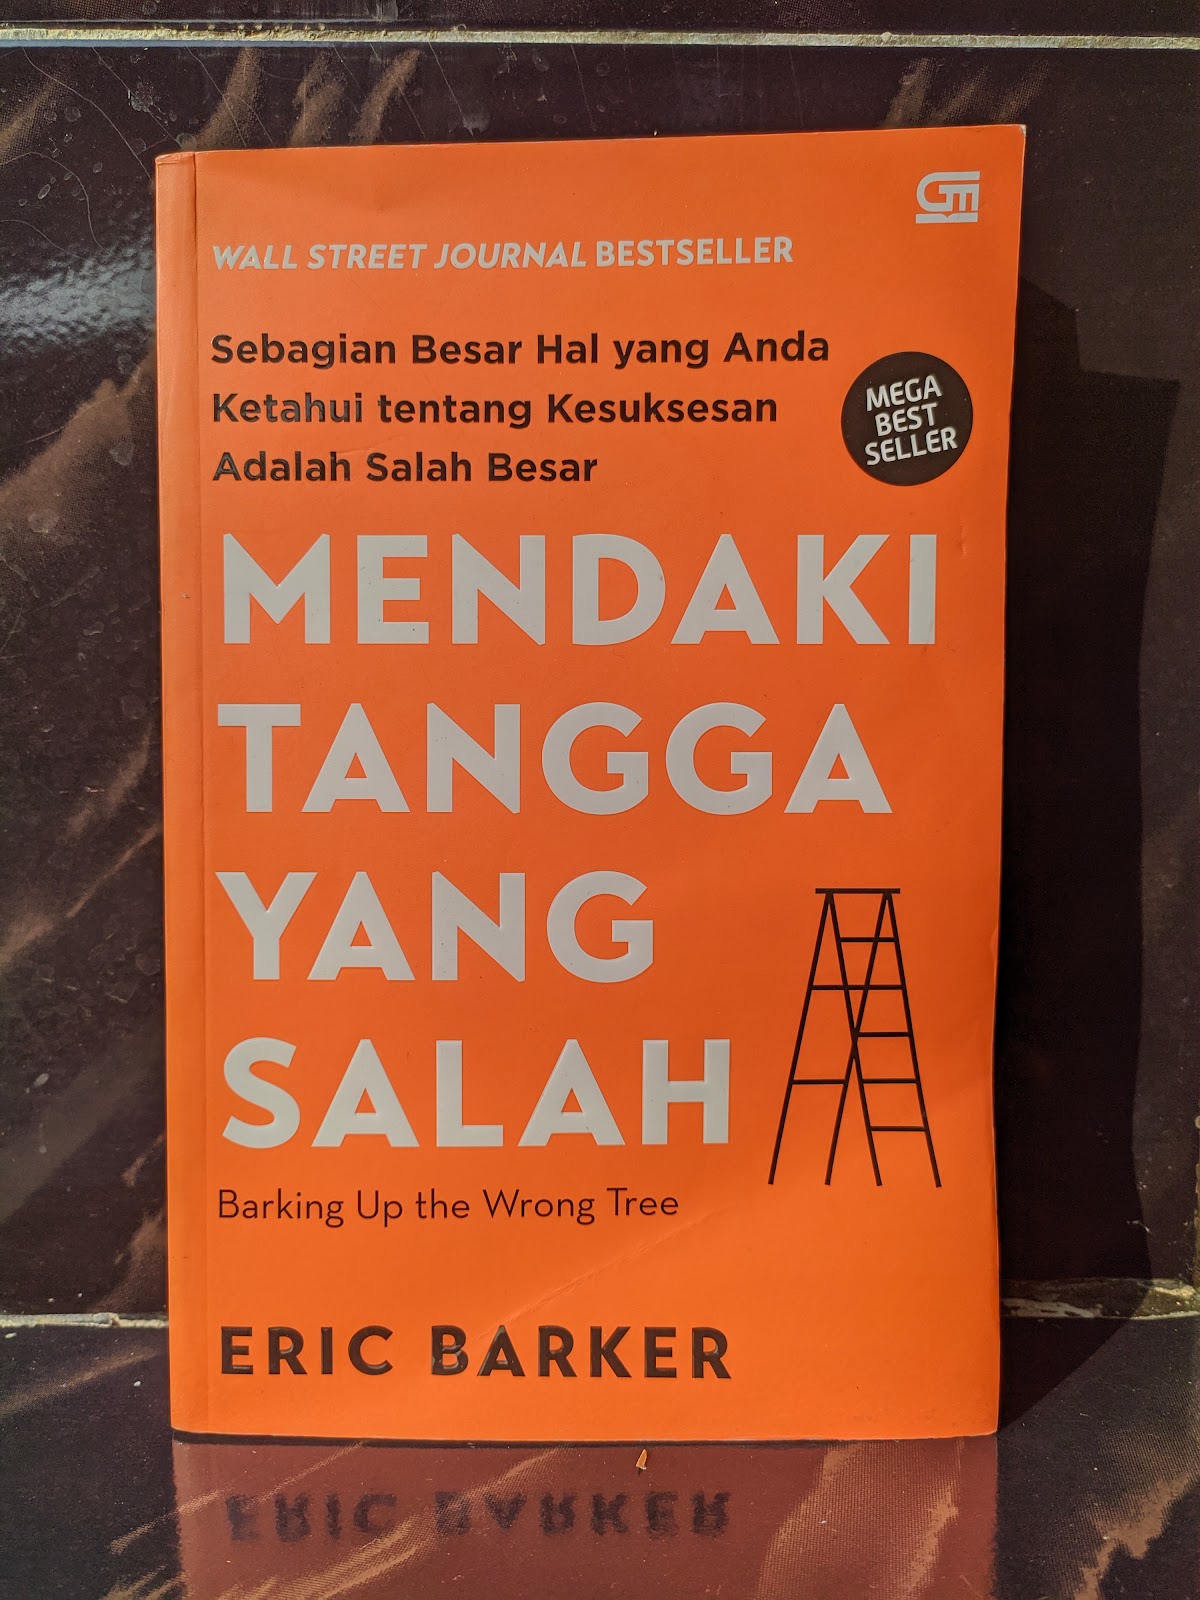 GM
WALL STREET JOURNAL BESTSELLER
Sebagian Besar Hal yang Anda
Ketahui tentang Kesuksesan
Adalah Salah Besar
MEGA
BEST
SELLER
MENDAKI
TANGGA
YANG
SALAH
Barking Up the Wrong Tree
ERIC BARKER